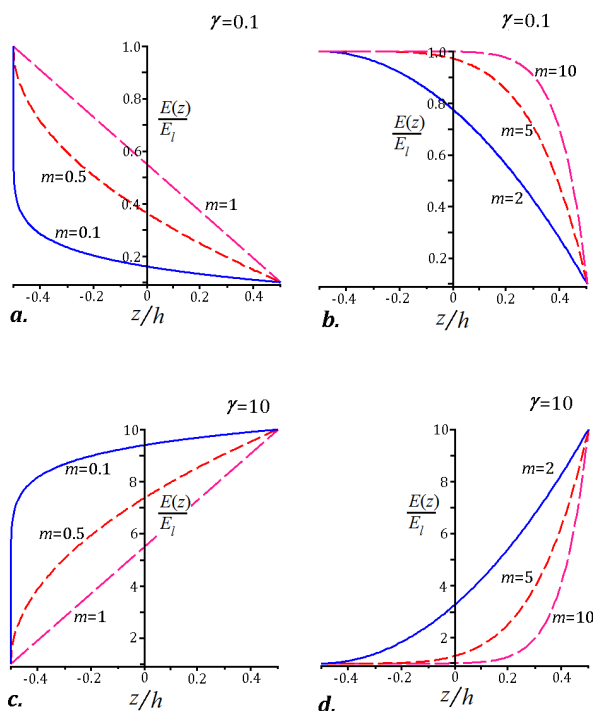 γ=0.1
1.0
0.8
0.6
0.4
0.2
E(z)
E_l
m=0.5
m=1
m=0.1
-0.4 -0.2 0 0.2 0.4
z/h
a.
γ=0.1
1.0
0.8
0.6
0.4
0.2
E(z)
E_l
m=10
m=5
m=2
-0.4 -0.2 0 0.2 0.4
z/h
b.
γ=10
10
8
6
4
2
E(z)
E_l
m=0.1
m=0.5
m=1
-0.4 -0.2 0 0.2 0.4
z/h
c.
γ=10
10
8
6
4
2
E(z)
E_l
m=2
m=5
m=10
-0.4 -0.2 0 0.2 0.4
z/h
d.